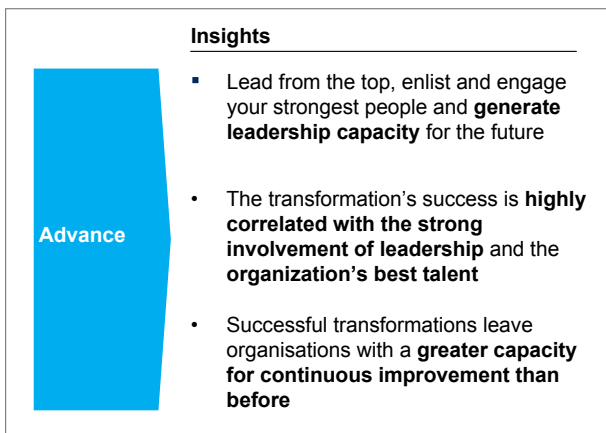 Insights
▪ Lead from the top, enlist and engage
your strongest people and generate
leadership capacity for the future
• The transformation's success is highly
correlated with the strong
involvement of leadership and the
organization's best talent
Advance
• Successful transformations leave
organisations with a greater capacity
for continuous improvement than
before